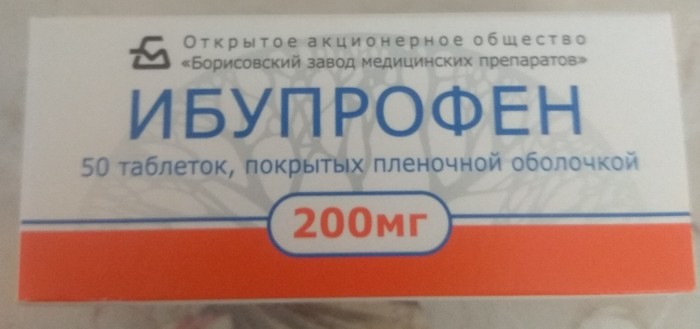 Открытое акционерное общество
«Борисовский завод медицинских препаратов»
ИБУПРОФЕН
50 таблеток, покрытых пленочной оболочкой
200мг